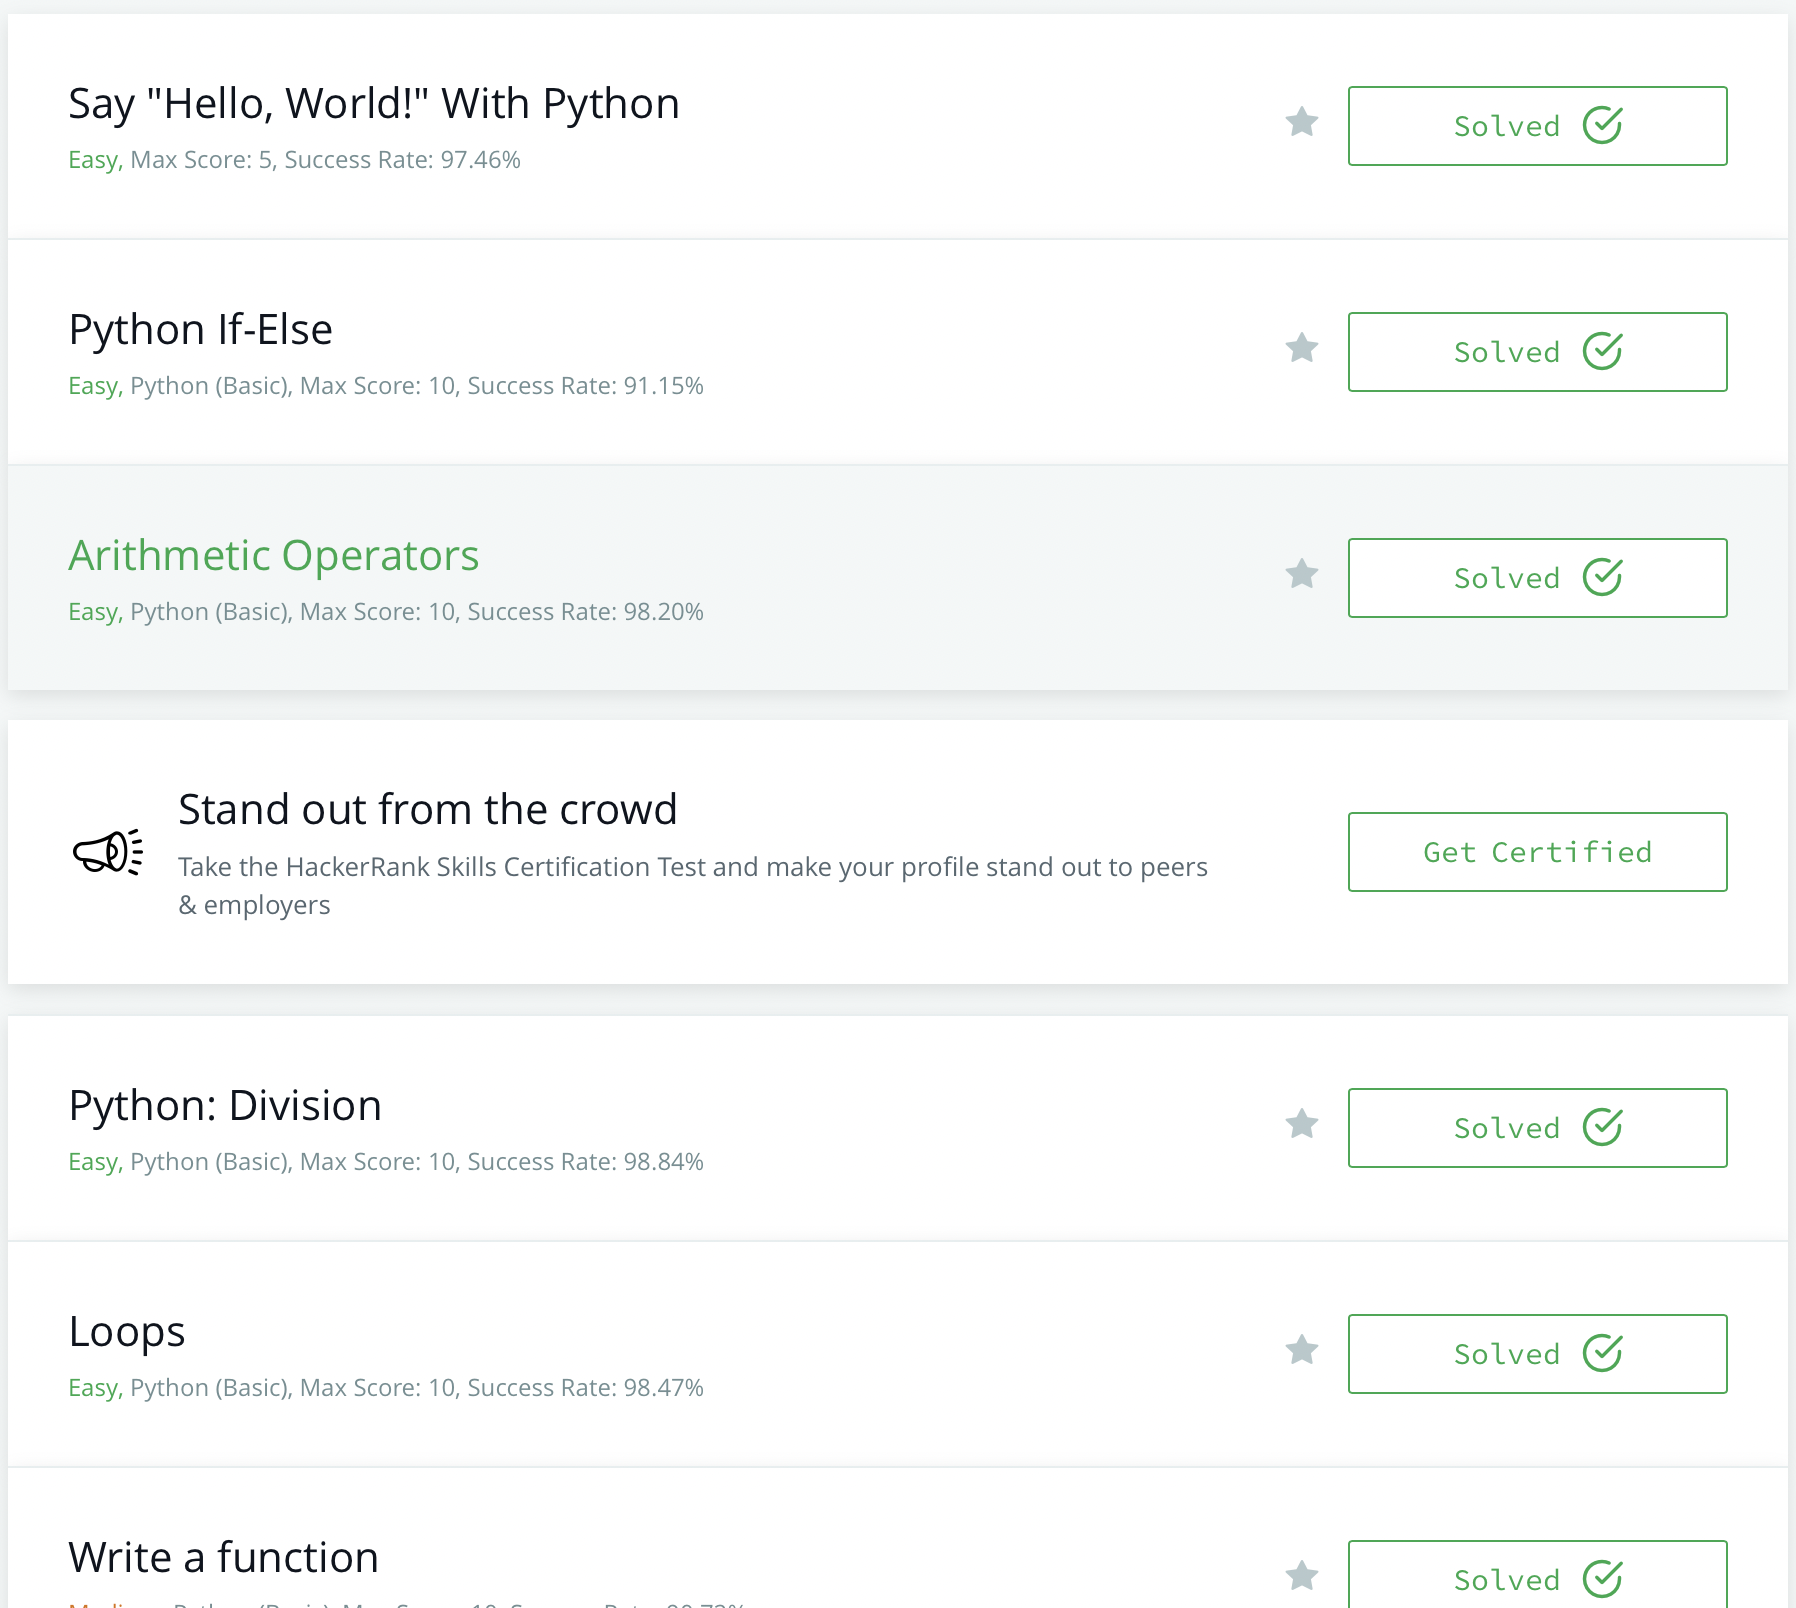 Say "Hello, World!" With Python
Easy, Max Score: 5, Success Rate: 97.46%
Solved
Python If-Else
Easy, Python (Basic), Max Score: 10, Success Rate: 91.15%
Solved
Arithmetic Operators
Easy, Python (Basic), Max Score: 10, Success Rate: 98.20%
Solved
Stand out from the crowd
Take the HackerRank Skills Certification Test and make your profile stand out to peers
& employers
Get Certified
Python: Division
Easy, Python (Basic), Max Score: 10, Success Rate: 98.84%
Solved
Loops
Easy, Python (Basic), Max Score: 10, Success Rate: 98.47%
Solved
Write a function
Solved